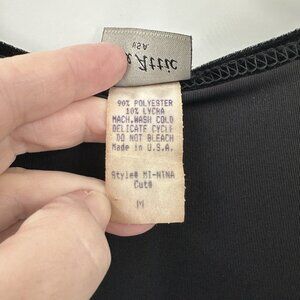 Attic
USA
90% POLYESTER
10% LYCRA
MACH.WASH COLD
DELICATE CYCLE
DO NOT BLEACH
Made in U.S.A.
Style# MI-NINA
Cut#
M